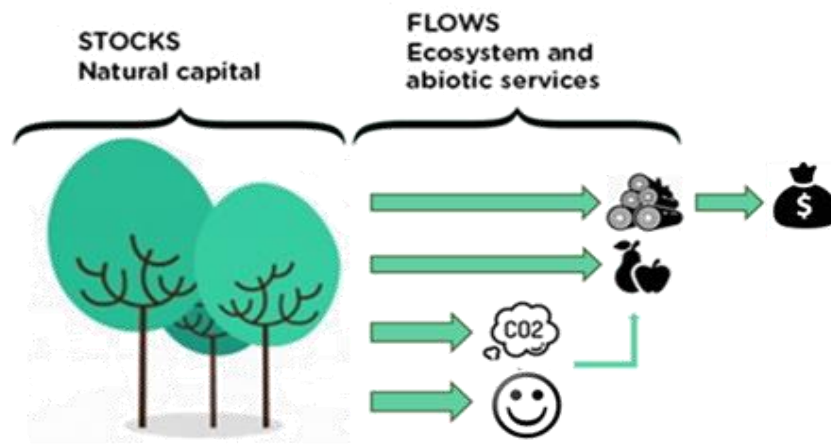 STOCKS
Natural capital
FLOWS
Ecosystem and
abiotic services
$
CO2